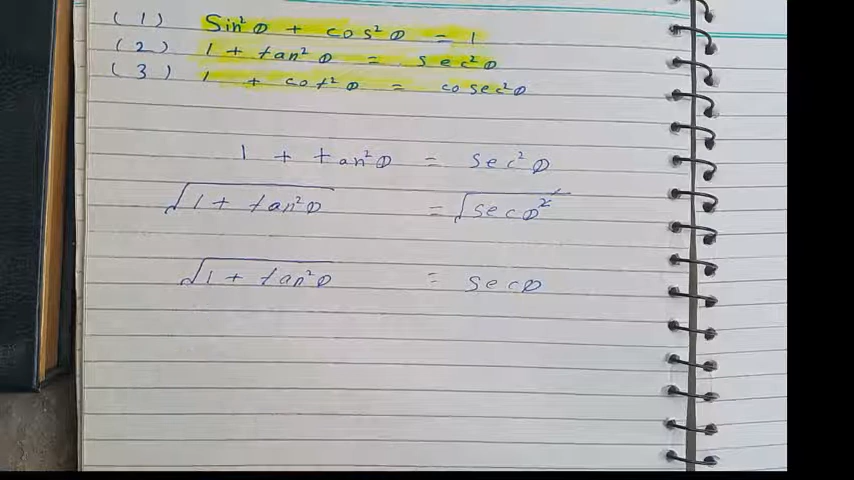 (1) Sin²θ + cos²θ = 1
(2) 1 + tan²θ = sec²θ
(3) 1 + cot²θ = cosec²θ
1 + tan²θ = sec²θ
√1 + tan²θ = √secθ²
√1 + tan²θ = secθ